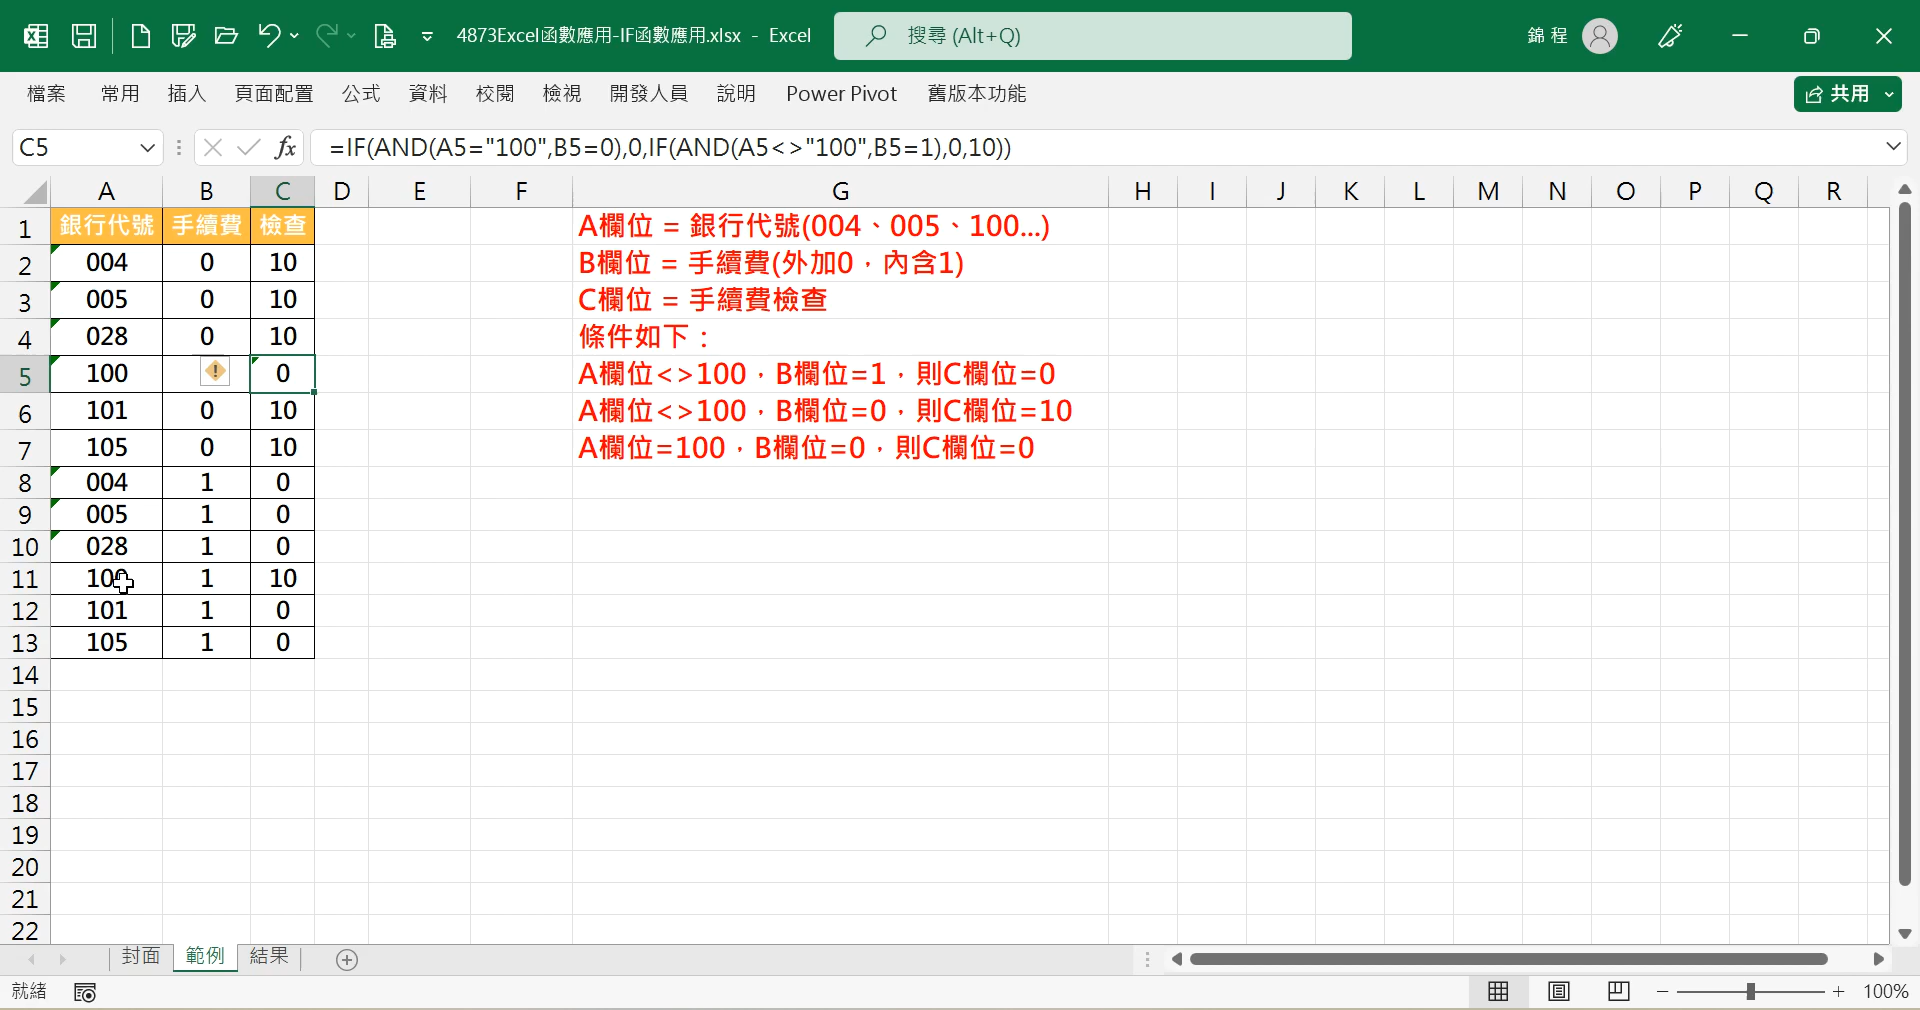 4873Excel函數應用-IF函數應用.xlsx - Excel
搜尋 (Alt+Q)
錦 程
檔案 常用 插入 頁面配置 公式 資料 校閱 檢視 開發人員 說明 Power Pivot 舊版本功能
共用
C5
fx
=IF(AND(A5="100",B5=0),0,IF(AND(A5<>"100",B5=1),0,10))
A B C D E F G H I J K L M N O P Q R
1 銀行代號 手續費 檢查 A欄位 = 銀行代號(004、005、100...)
2 004 0 10 B欄位 = 手續費(外加0，內含1)
3 005 0 10 C欄位 = 手續費檢查
4 028 0 10 條件如下：
5 100 0 A欄位<>100，B欄位=1，則C欄位=0
6 101 0 10 A欄位<>100，B欄位=0，則C欄位=10
7 105 0 10 A欄位=100，B欄位=0，則C欄位=0
8 004 1 0
9 005 1 0
10 028 1 0
11 100 1 10
12 101 1 0
13 105 1 0
14
15
16
17
18
19
20
21
22
封面 範例 結果
就緒
100%